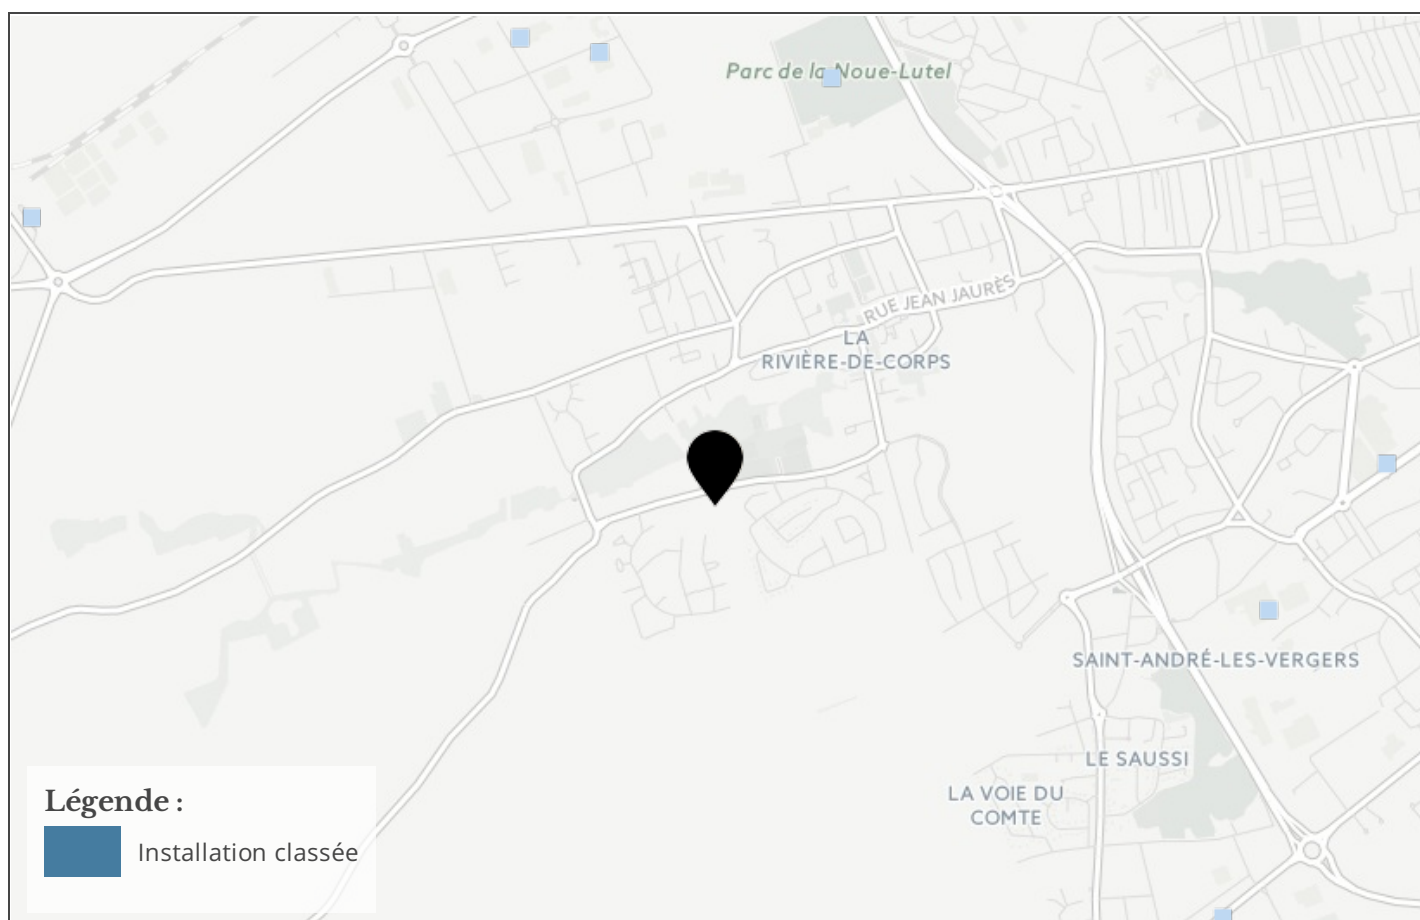 Parc de la Noue-Lutel
RUE JEAN JAURÈS
LA
RIVIÈRE-DE-CORPS
SAINT-ANDRÉ-LES-VERGERS
LE SAUSSI
LA VOIE DU
COMTE
Légende :
Installation classée